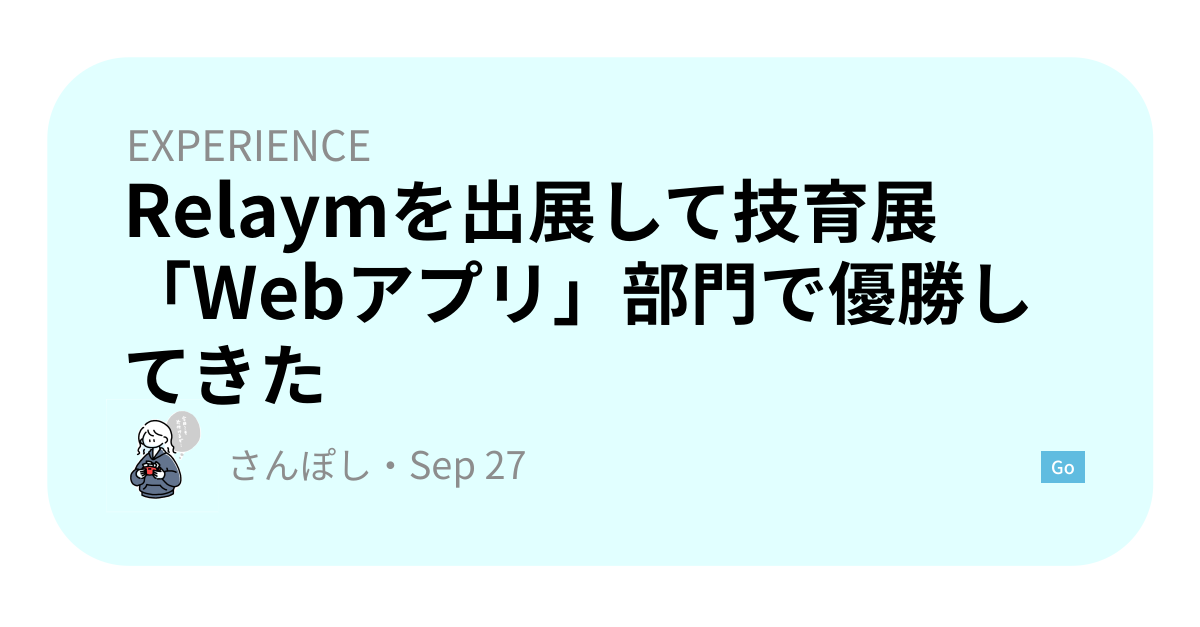 EXPERIENCE
Relaymを出展して技育展
「Webアプリ」部門で優勝し
てきた
さんぽし・Sep 27
Go